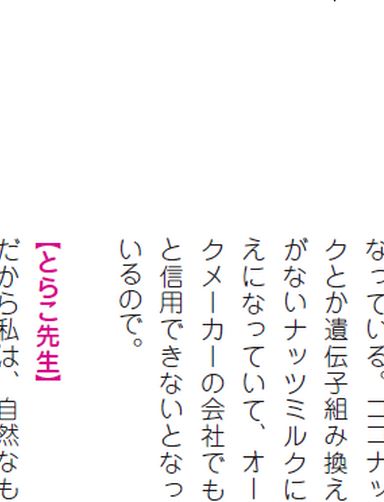 なっている。ココナッ
クとか遺伝子組み換え
がないナッツミルクに
えになっていて、オー
クメーカーの会社でも
と信用できないとなっ
いるので。
【とらこ先生】
だから私は、自然なも